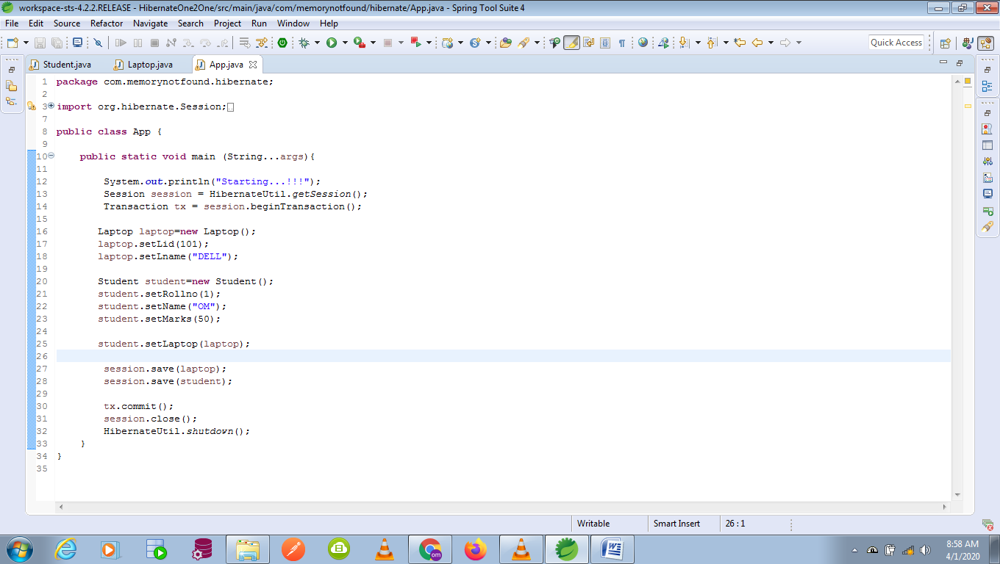 workspace-sts-4.2.2.RELEASE - HibernateOne2One/src/main/java/com/memorynotfound/hibernate/App.java - Spring Tool Suite 4
File Edit Source Refactor Navigate Search Project Run Window Help
Quick Access
Student.java Laptop.java App.java
1 package com.memorynotfound.hibernate;
2
3 import org.hibernate.Session;
7
8 public class App {
9
10 public static void main (String...args){
11
12 System.out.println("Starting...!!!");
13 Session session = HibernateUtil.getSession();
14 Transaction tx = session.beginTransaction();
15
16 Laptop laptop=new Laptop();
17 laptop.setLid(101);
18 laptop.setLname("DELL");
19
20 Student student=new Student();
21 student.setRollno(1);
22 student.setName("OM");
23 student.setMarks(50);
24
25 student.setLaptop(laptop);
26
27 session.save(laptop);
28 session.save(student);
29
30 tx.commit();
31 session.close();
32 HibernateUtil.shutdown();
33 }
34 }
35
Writable Smart Insert 26 : 1
om
8:58 AM
4/1/2020